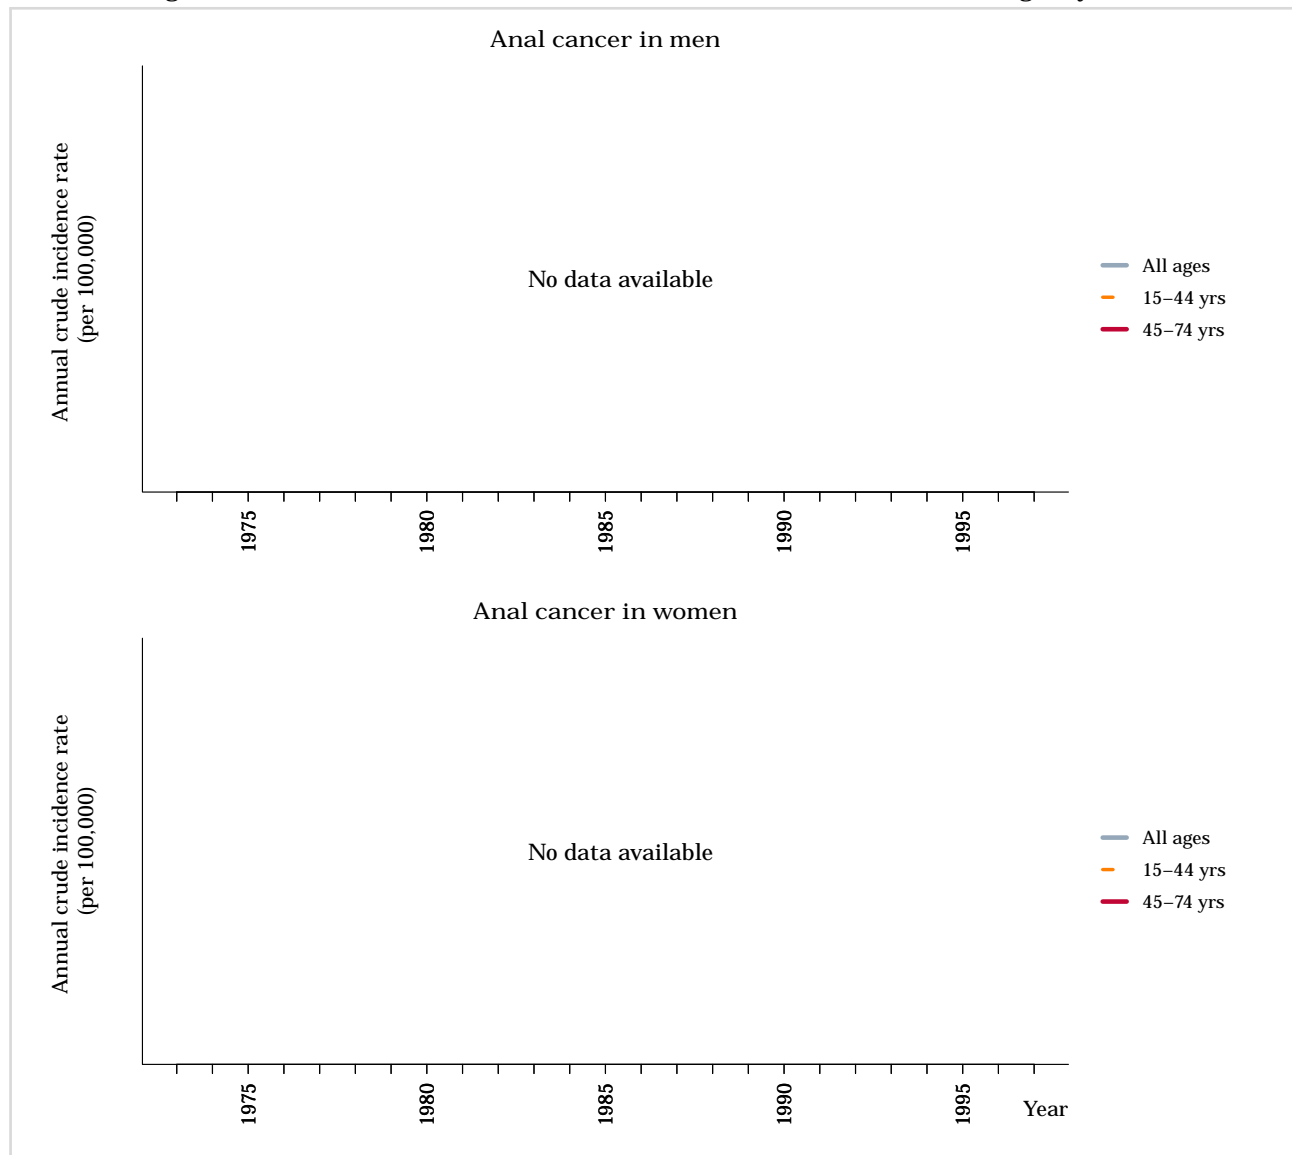 Anal cancer in men
Annual crude incidence rate
(per 100,000)
No data available
All ages
15–44 yrs
45–74 yrs
1975
1980
1985
1990
1995
Anal cancer in women
Annual crude incidence rate
(per 100,000)
No data available
All ages
15–44 yrs
45–74 yrs
1975
1980
1985
1990
1995
Year